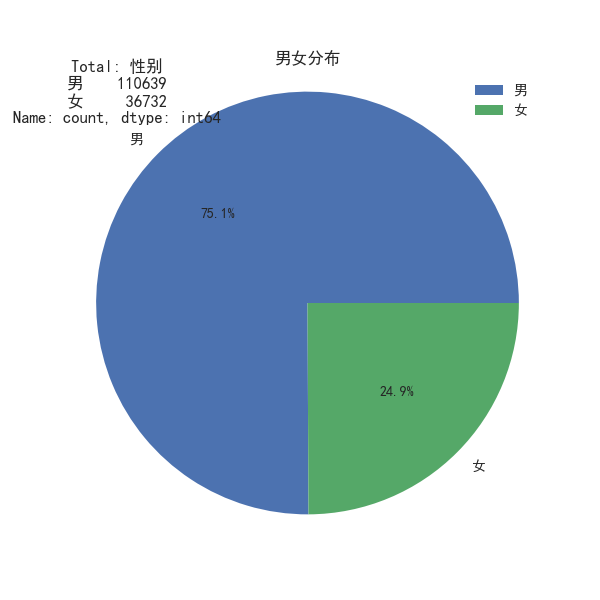 男女分布
Total: 性别
男    110639
女     36732
Name: count, dtype: int64
男
女
男
75.1%
24.9%
女